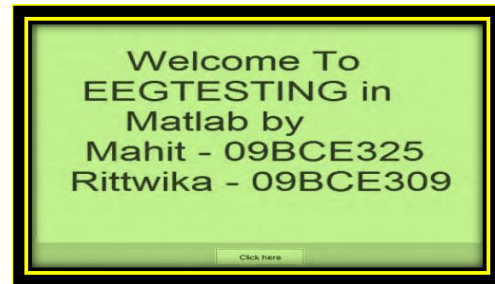 Welcome To
EEGTESTING in
Matlab by
Mahit - 09BCE325
Rittwika - 09BCE309
Click here